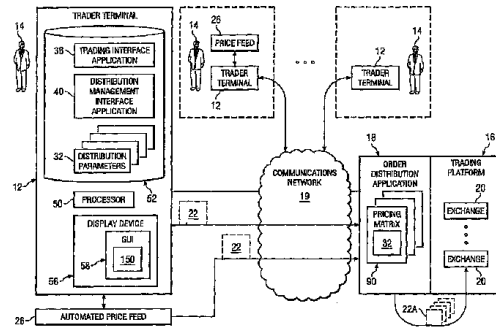 TRADER TERMINAL
14
38
TRADING INTERFACE
APPLICATION
40
DISTRIBUTION
MANAGEMENT
INTERFACE
APPLICATION
32
DISTRIBUTION
PARAMETERS
12
52
50
PROCESSOR
DISPLAY DEVICE
GUI
150
58
56
26
AUTOMATED PRICE FEED
14
26
PRICE FEED
12
TRADER
TERMINAL
14
12
TRADER
TERMINAL
COMMUNICATIONS
NETWORK
19
22
22
18
16
ORDER
DISTRIBUTION
APPLICATION
PRICING
MATRIX
32
90
TRADING
PLATFORM
20
EXCHANGE
EXCHANGE
20
22A